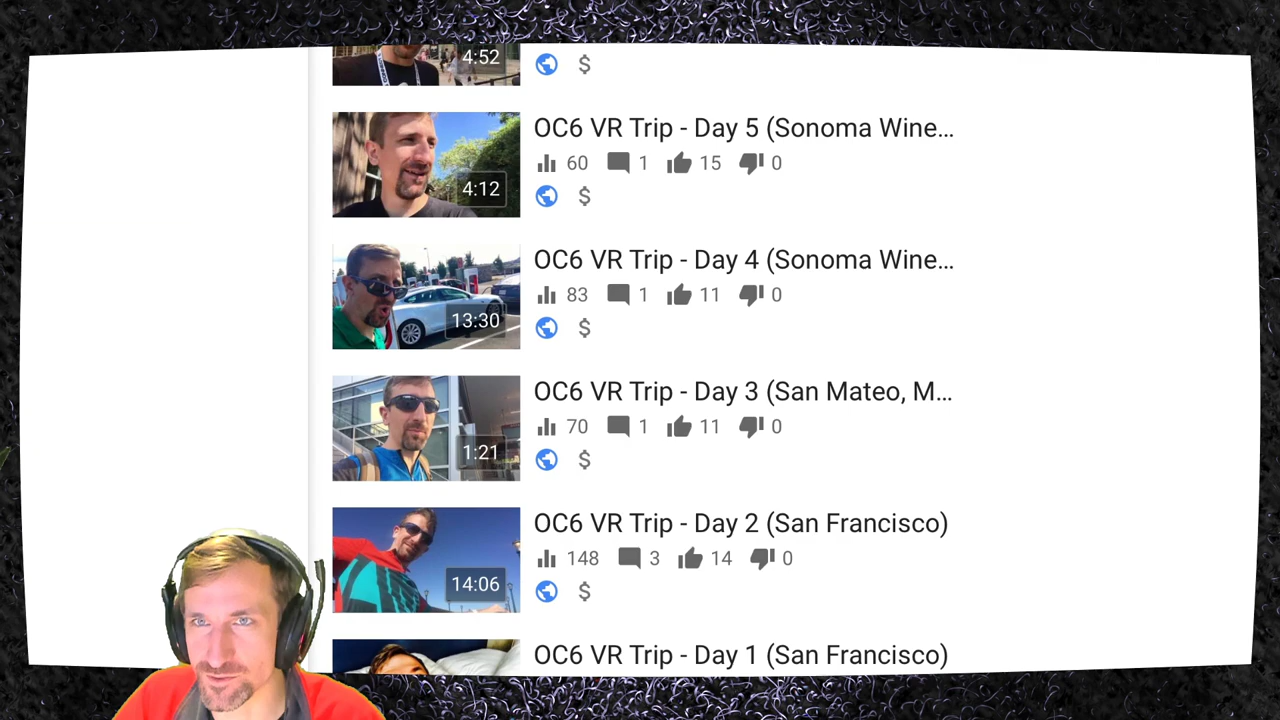 4:52
$
OC6 VR Trip - Day 5 (Sonoma Wine...
60 1 15 0
4:12
$
OC6 VR Trip - Day 4 (Sonoma Wine...
83 1 11 0
13:30
$
OC6 VR Trip - Day 3 (San Mateo, M...
70 1 11 0
1:21
$
OC6 VR Trip - Day 2 (San Francisco)
148 3 14 0
14:06
$
OC6 VR Trip - Day 1 (San Francisco)